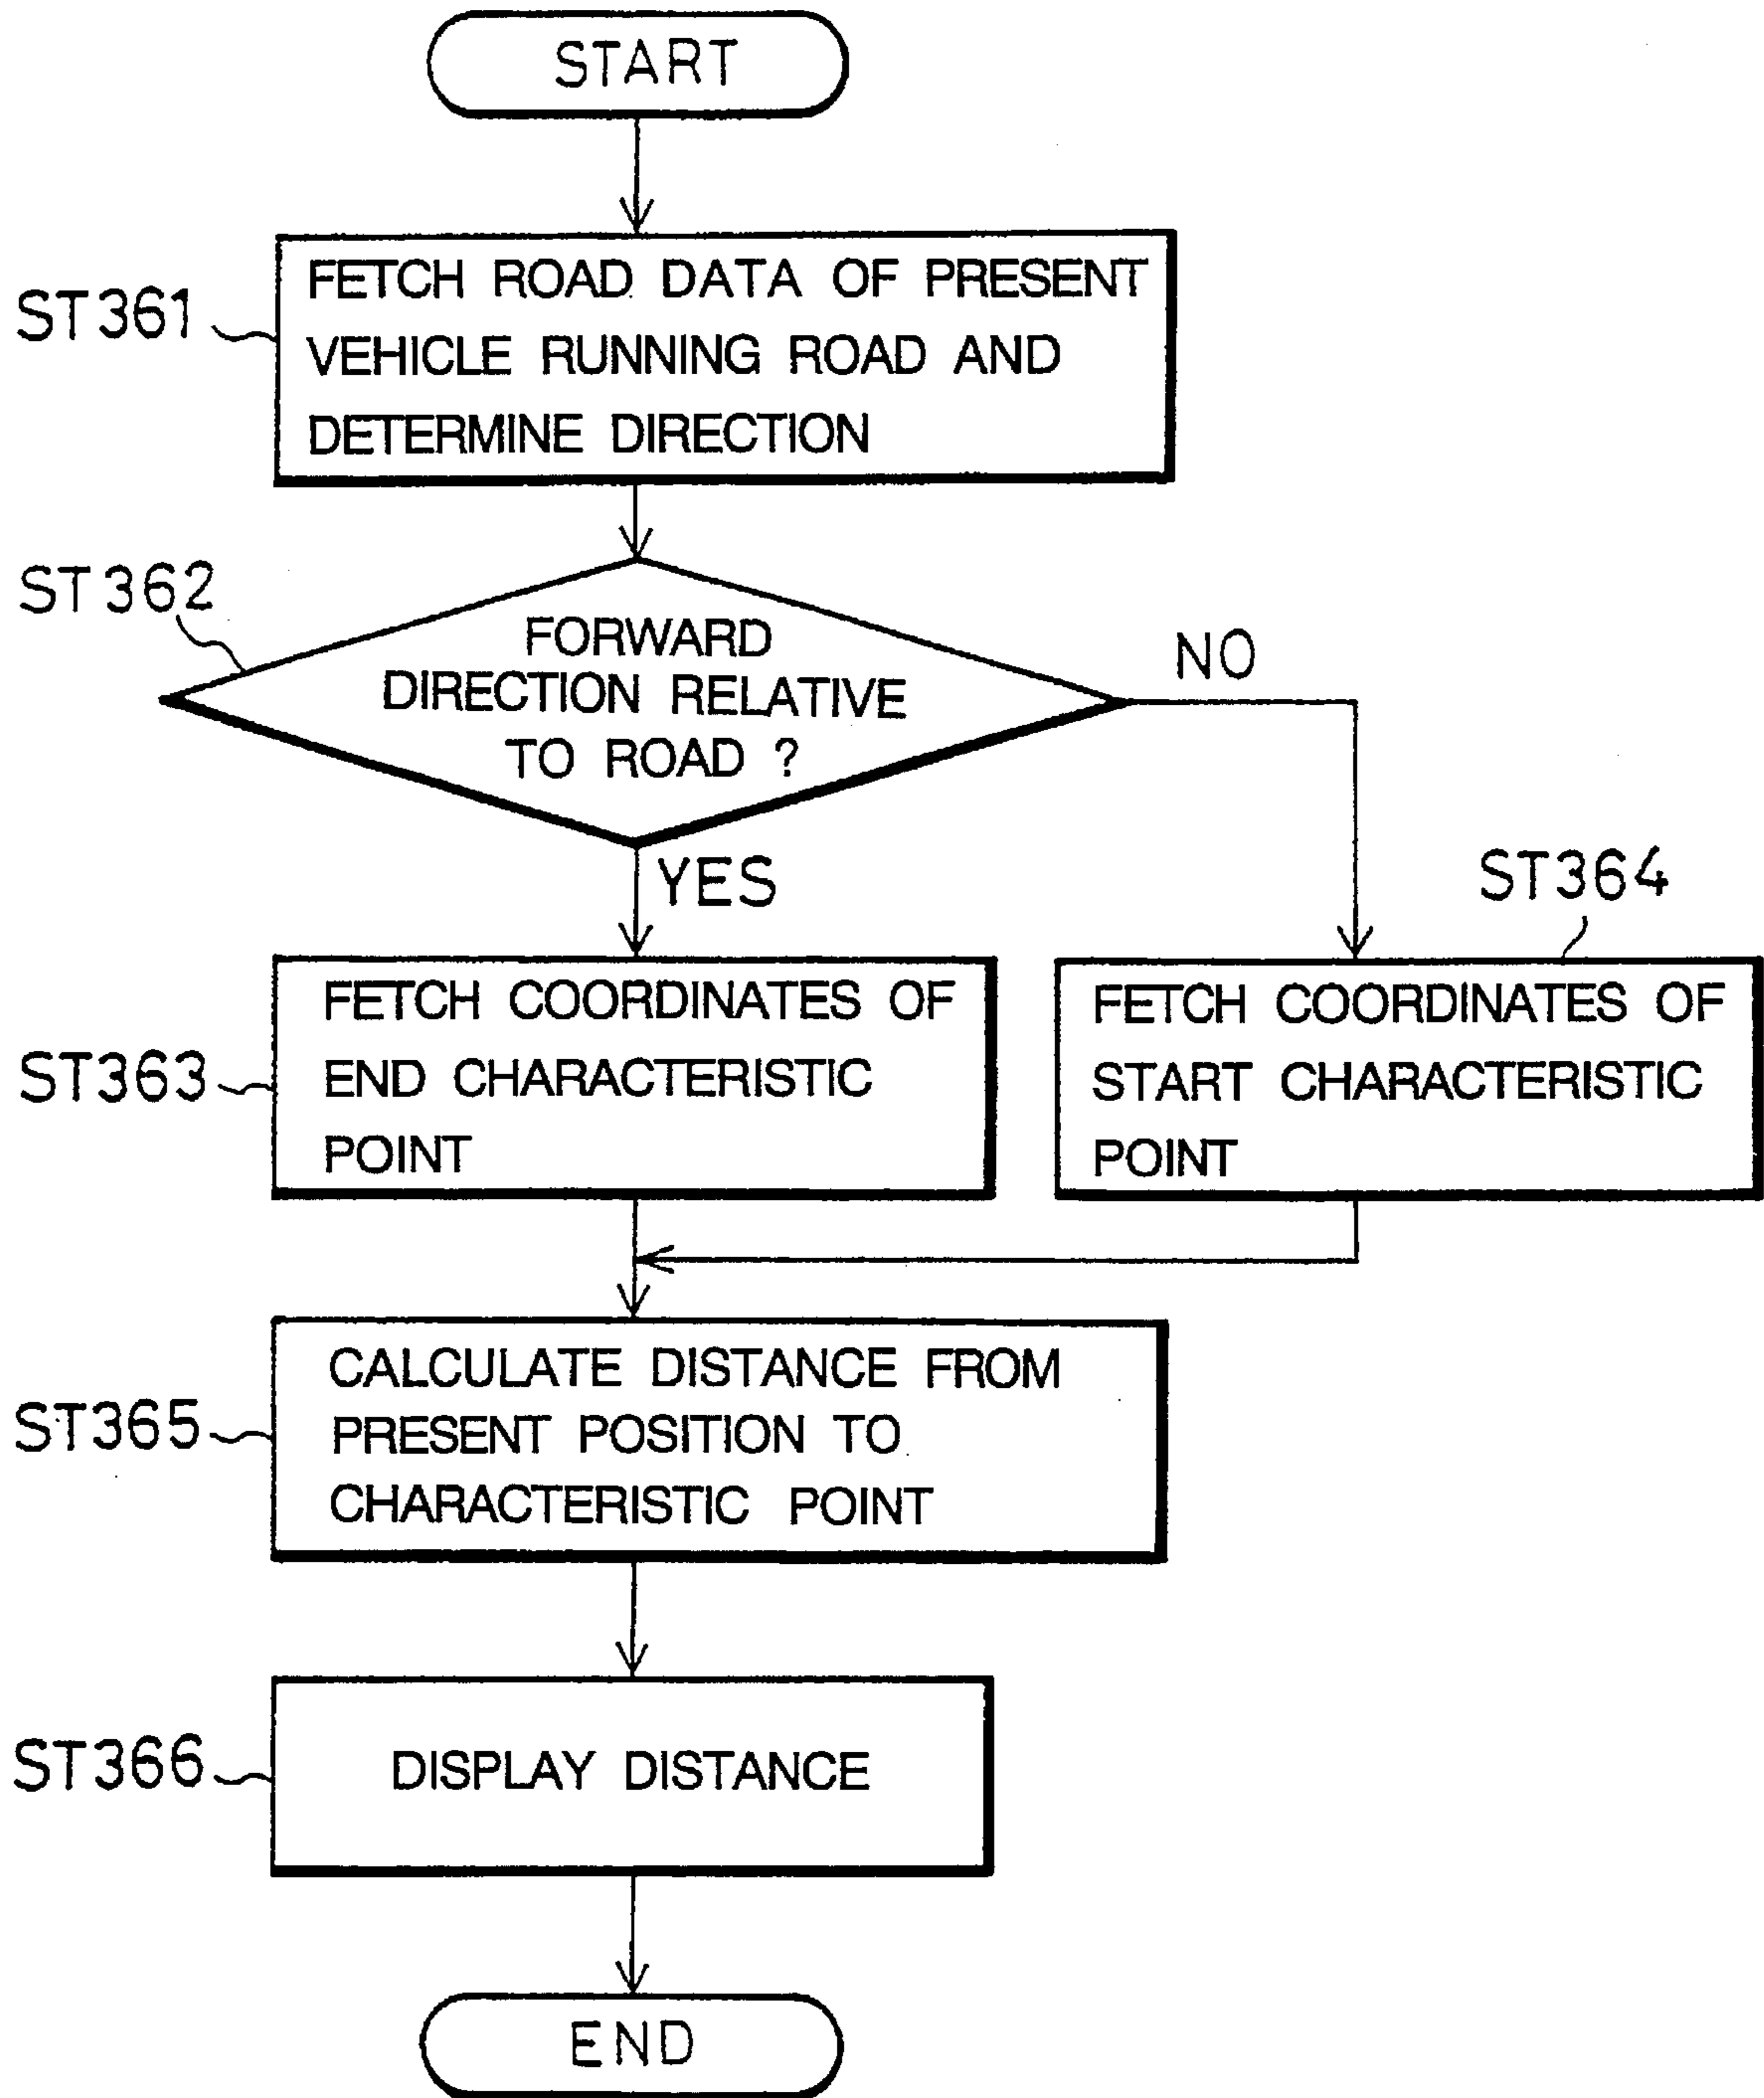 START
ST361
FETCH ROAD DATA OF PRESENT
VEHICLE RUNNING ROAD AND
DETERMINE DIRECTION
ST362
FORWARD
DIRECTION RELATIVE
TO ROAD ?
NO
YES
ST363
FETCH COORDINATES OF
END CHARACTERISTIC
POINT
ST364
FETCH COORDINATES OF
START CHARACTERISTIC
POINT
ST365
CALCULATE DISTANCE FROM
PRESENT POSITION TO
CHARACTERISTIC POINT
ST366
DISPLAY DISTANCE
END